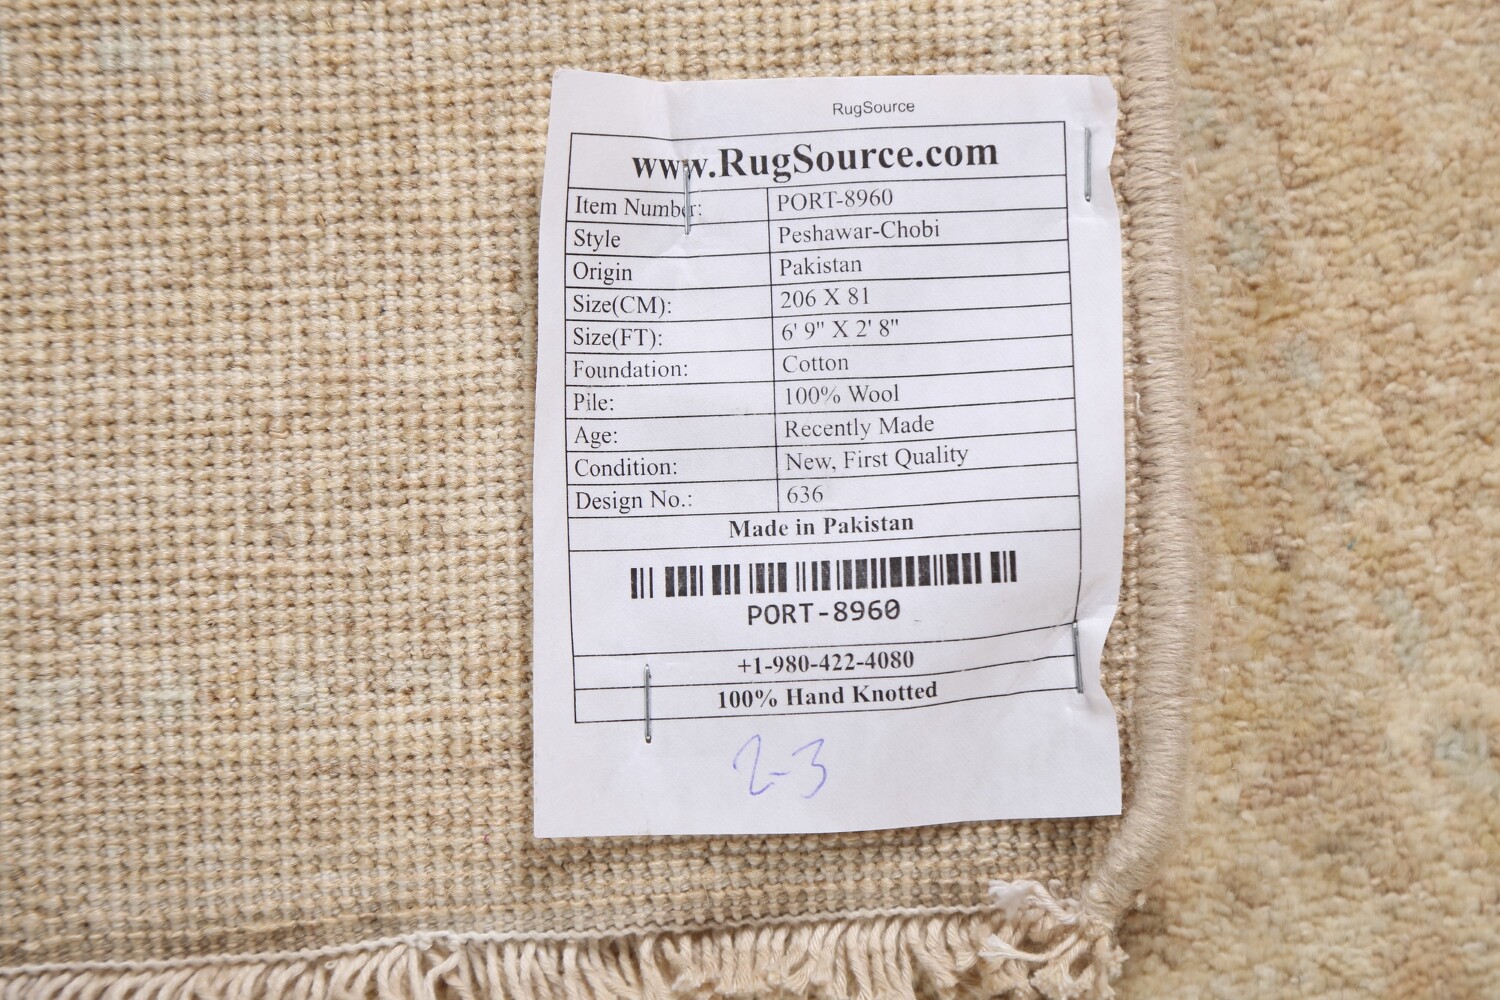 RugSource
www.RugSource.com
Item Number: PORT-8960
Style Peshawar-Chobi
Origin Pakistan
Size(CM): 206 X 81
Size(FT): 6' 9" X 2' 8"
Foundation: Cotton
Pile: 100% Wool
Age: Recently Made
Condition: New, First Quality
Design No.: 636
Made in Pakistan
PORT-8960
+1-980-422-4080
100% Hand Knotted
2-3